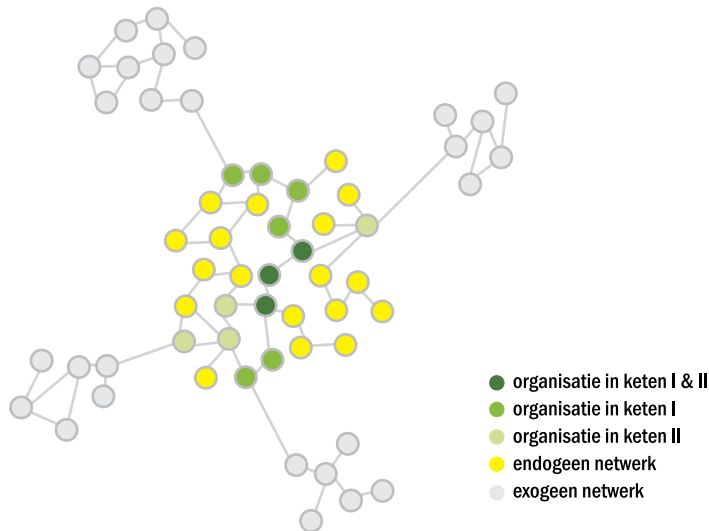 organisatie in keten I & II
organisatie in keten I
organisatie in keten II
endogeen netwerk
exogeen netwerk